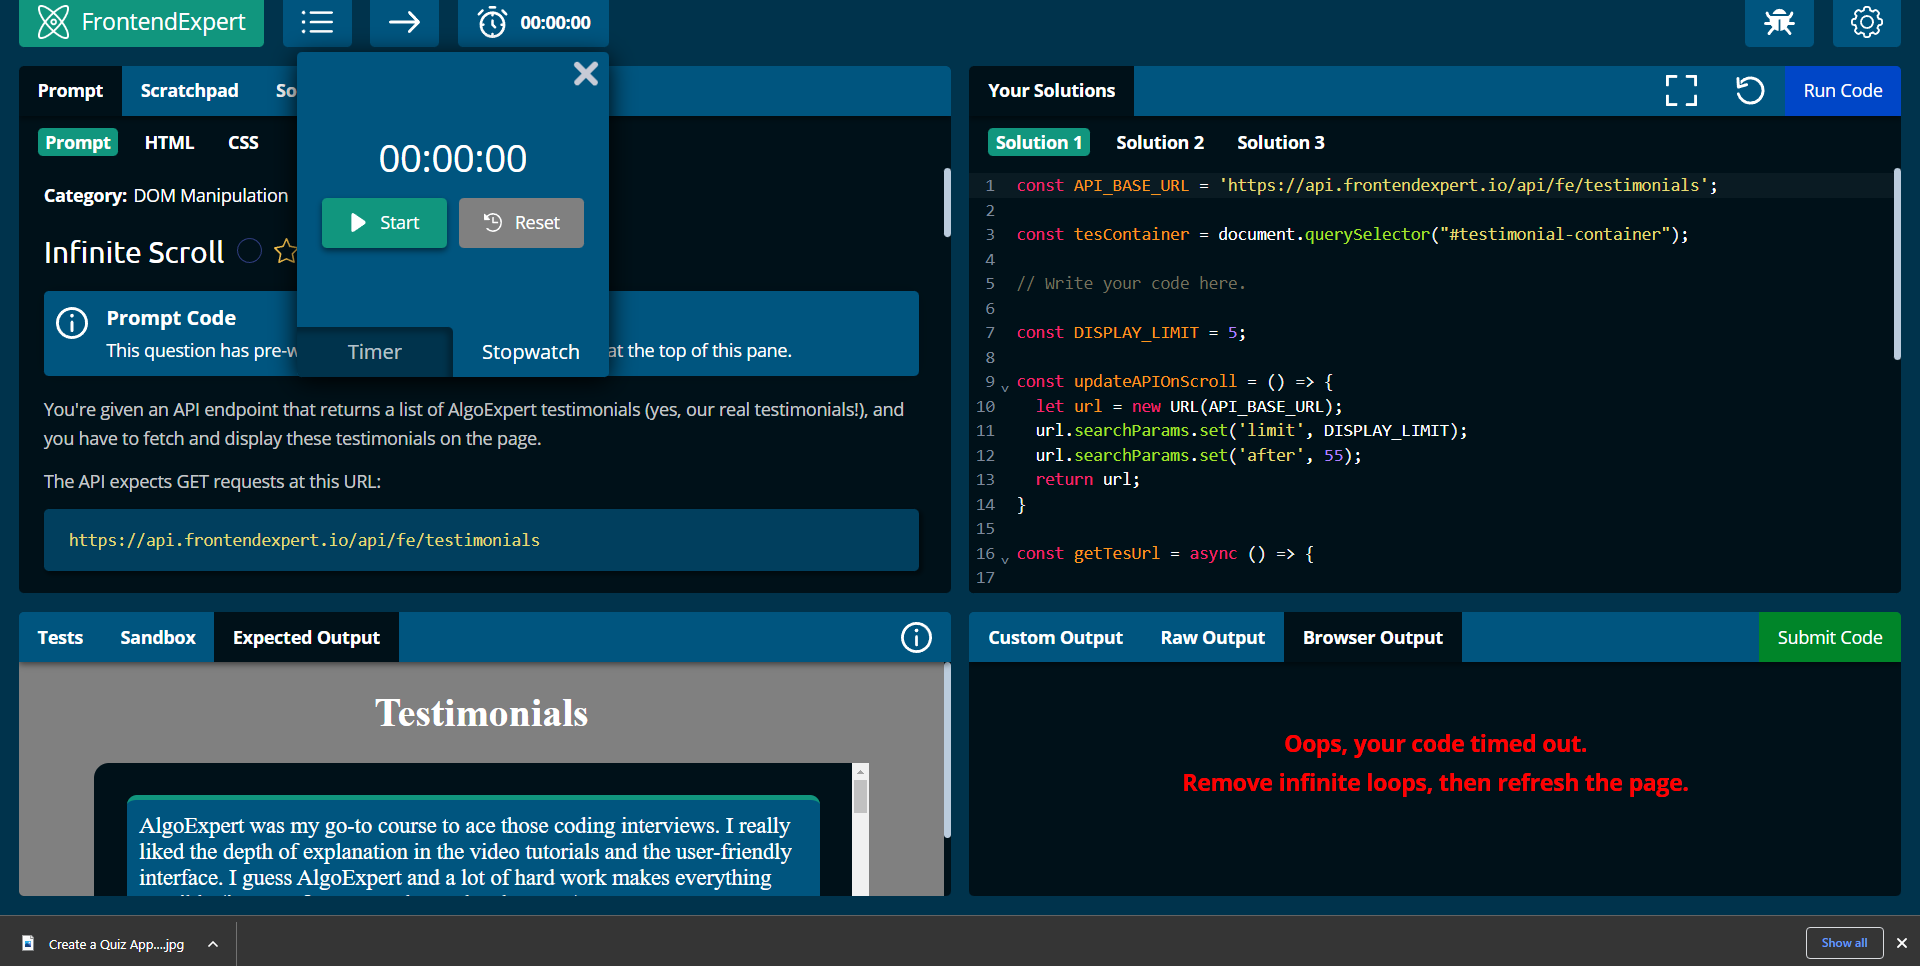 FrontendExpert
00:00:00
Prompt
Scratchpad
So
00:00:00
Start
Reset
Timer
Stopwatch
Prompt
HTML
CSS
Category: DOM Manipulation
Infinite Scroll
Prompt Code
This question has pre-w
at the top of this pane.
You're given an API endpoint that returns a list of AlgoExpert testimonials (yes, our real testimonials!), and
you have to fetch and display these testimonials on the page.
The API expects GET requests at this URL:
https://api.frontendexpert.io/api/fe/testimonials
Your Solutions
Run Code
Solution 1
Solution 2
Solution 3
1 const API_BASE_URL = 'https://api.frontendexpert.io/api/fe/testimonials';
2
3 const tesContainer = document.querySelector("#testimonial-container");
4
5 // Write your code here.
6
7 const DISPLAY_LIMIT = 5;
8
9 const updateAPIOnScroll = () => {
10 let url = new URL(API_BASE_URL);
11 url.searchParams.set('limit', DISPLAY_LIMIT);
12 url.searchParams.set('after', 55);
13 return url;
14 }
15
16 const getTesUrl = async () => {
17
Tests
Sandbox
Expected Output
Testimonials
AlgoExpert was my go-to course to ace those coding interviews. I really
liked the depth of explanation in the video tutorials and the user-friendly
interface. I guess AlgoExpert and a lot of hard work makes everything
Custom Output
Raw Output
Browser Output
Submit Code
Oops, your code timed out.
Remove infinite loops, then refresh the page.
Create a Quiz App....jpg
Show all